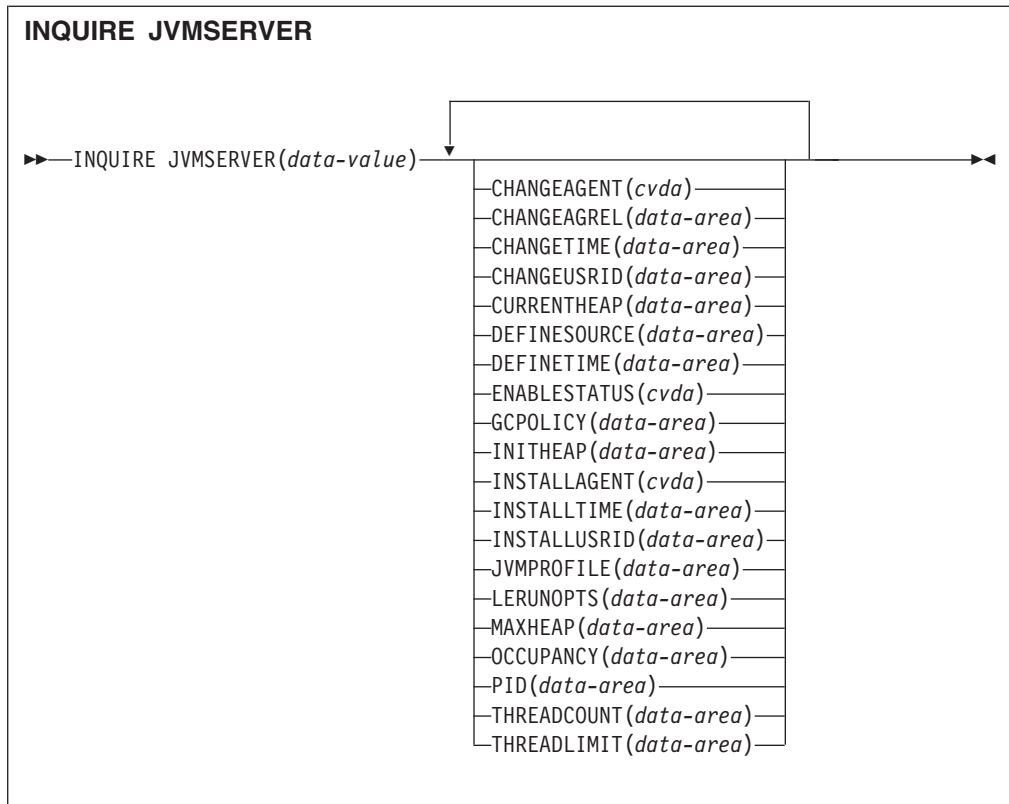 INQUIRE JVMSERVER
INQUIRE JVMSERVER(data-value)
CHANGEAGENT(cvda)
CHANGEAGREL(data-area)
CHANGETIME(data-area)
CHANGEUSRID(data-area)
CURRENTHEAP(data-area)
DEFINESOURCE(data-area)
DEFINETIME(data-area)
ENABLESTATUS(cvda)
GCPOLICY(data-area)
INITHEAP(data-area)
INSTALLAGENT(cvda)
INSTALLTIME(data-area)
INSTALLUSRID(data-area)
JVMPROFILE(data-area)
LERUNOPTS(data-area)
MAXHEAP(data-area)
OCCUPANCY(data-area)
PID(data-area)
THREADCOUNT(data-area)
THREADLIMIT(data-area)